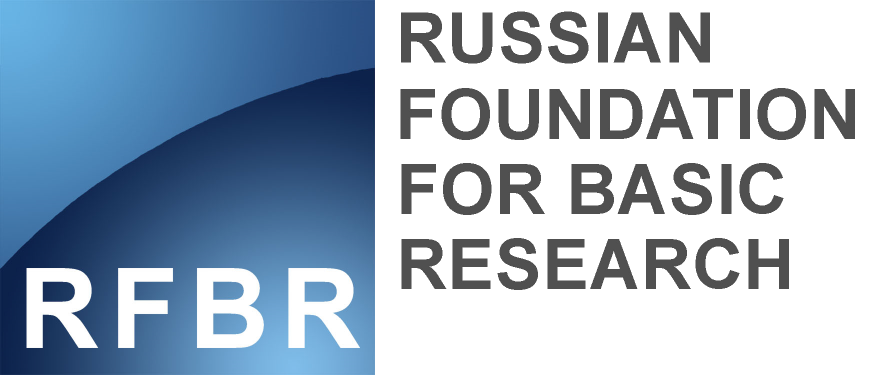 RFBR
RUSSIAN
FOUNDATION
FOR BASIC
RESEARCH